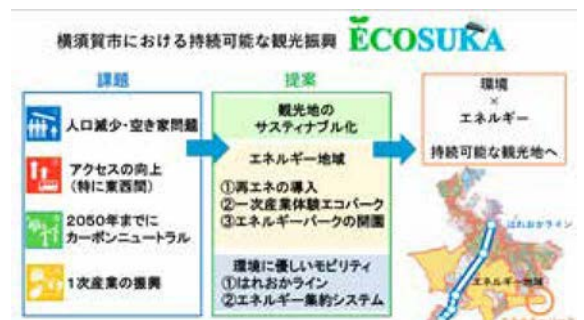 横須賀市における持続可能な観光振興 ECOSUKA
課題
人口減少・空き家問題
アクセスの向上
(特に東西間)
2050年までに
カーボンニュートラル
1次産業の振興
提案
観光地の
サスティナブル化
エネルギー地域
①再エネの導入
②一次産業体験エコパーク
③エネルギーパークの開園
環境に優しいモビリティ
①はれおかライン
②エネルギー集約システム
環境
×
エネルギー
持続可能な観光地へ
はれおかライン
エネルギー地域